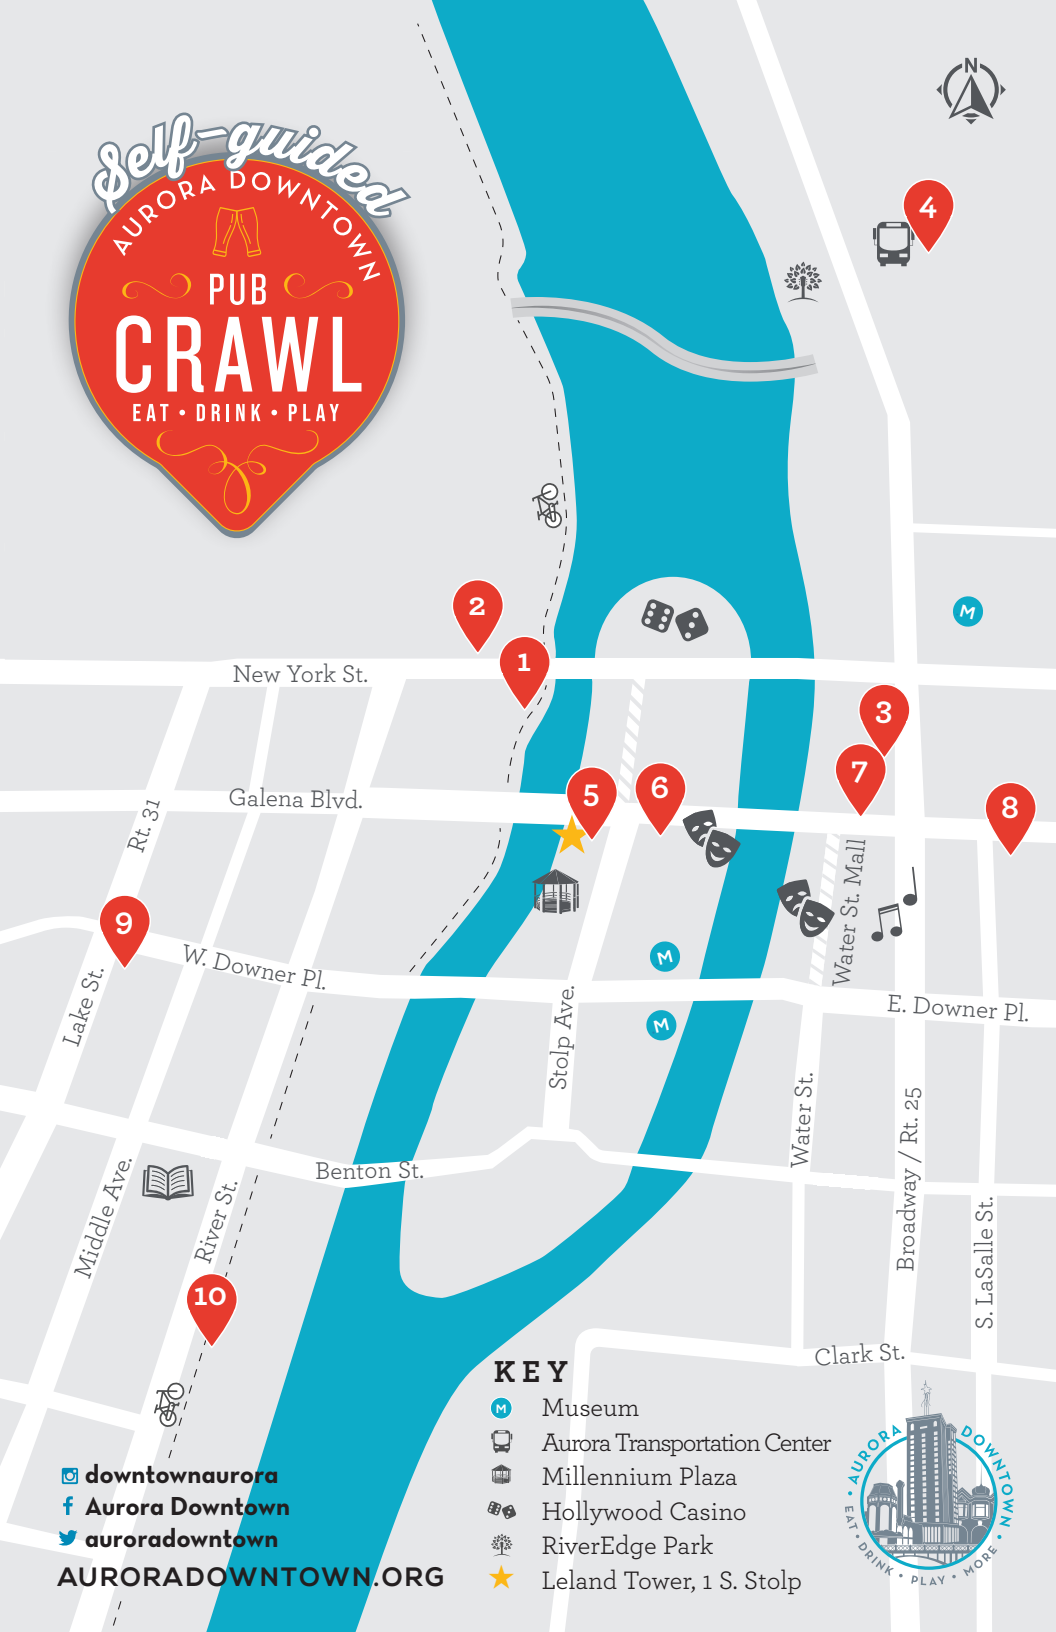 N
Self-guided
AURORA DOWNTOWN
PUB
CRAWL
EAT • DRINK • PLAY
4
M
2
1
New York St.
3
7
5
6
8
Galena Blvd.
Rt. 31
Water St. Mall
9
W. Downer Pl.
M
M
Lake St.
Stolp Ave.
E. Downer Pl.
Water St.
Broadway / Rt. 25
Benton St.
Middle Ave.
River St.
S. LaSalle St.
10
Clark St.
KEY
M Museum
Aurora Transportation Center
Millennium Plaza
Hollywood Casino
RiverEdge Park
Leland Tower, 1 S. Stolp
downtownaurora
f Aurora Downtown
auroradowntown
AURORADOWNTOWN.ORG
• AURORA DOWNTOWN •
EAT • DRINK • PLAY • MORE